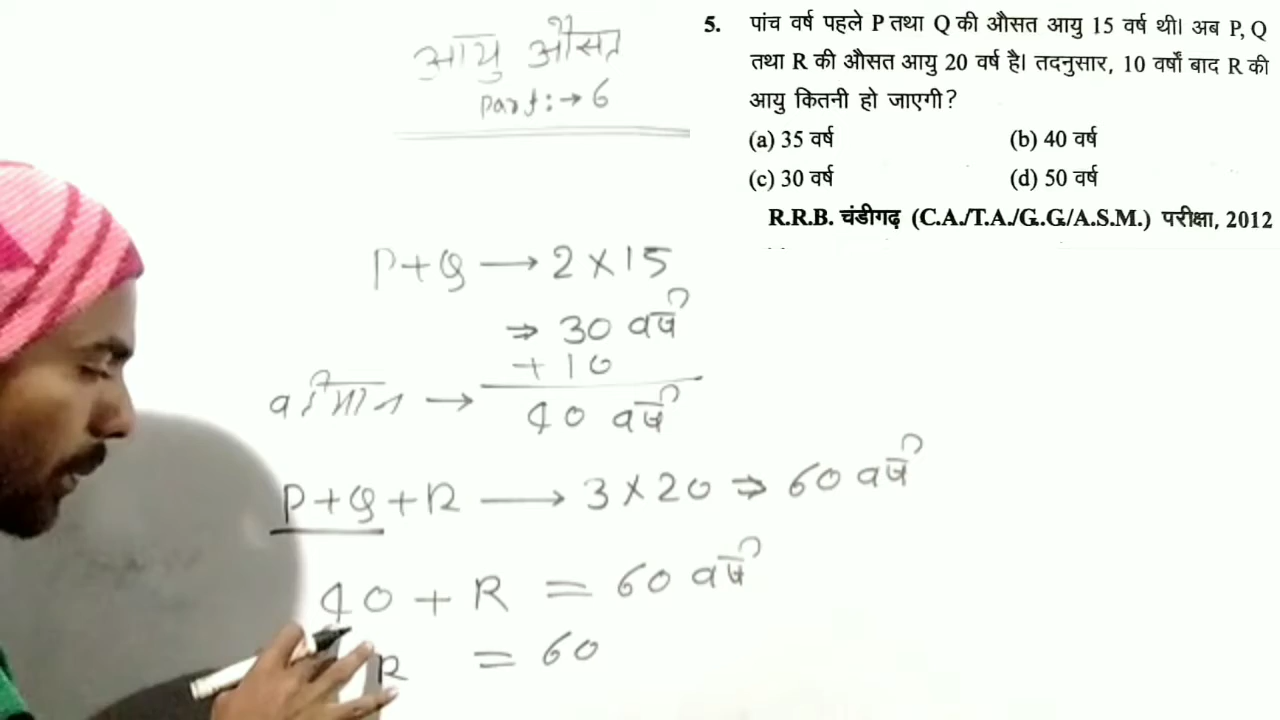 आयु औसत
Part:→6
5. पांच वर्ष पहले P तथा Q की औसत आयु 15 वर्ष थी। अब P, Q
तथा R की औसत आयु 20 वर्ष है। तदनुसार, 10 वर्षों बाद R की
आयु कितनी हो जाएगी?
(a) 35 वर्ष (b) 40 वर्ष
(c) 30 वर्ष (d) 50 वर्ष
R.R.B. चंडीगढ़ (C.A./T.A./G.G/A.S.M.) परीक्षा, 2012
P+Q → 2×15
⇒ 30 वर्ष
+10
वर्तमान → 40 वर्ष
P+Q+R → 3×20 ⇒ 60 वर्ष
40 + R = 60 वर्ष
R = 60